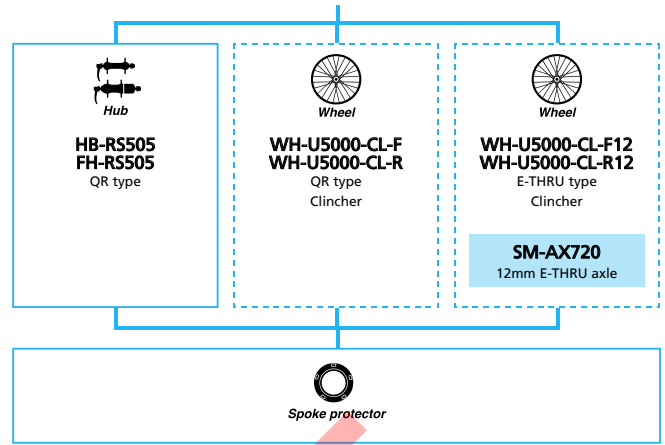 Hub
HB-RS505
FH-RS505
QR type
Wheel
WH-U5000-CL-F
WH-U5000-CL-R
QR type
Clincher
Wheel
WH-U5000-CL-F12
WH-U5000-CL-R12
E-THRU type
Clincher
SM-AX720
12mm E-THRU axle
Spoke protector